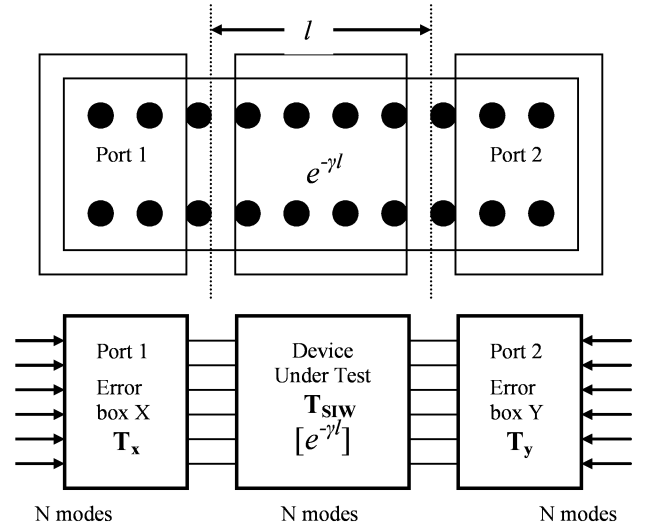 l
Port 1
e^{-γl}
Port 2
Port 1
Error
box X
T_x
Device
Under Test
T_SIW
[e^{-γl}]
Port 2
Error
box Y
T_y
N modes
N modes
N modes